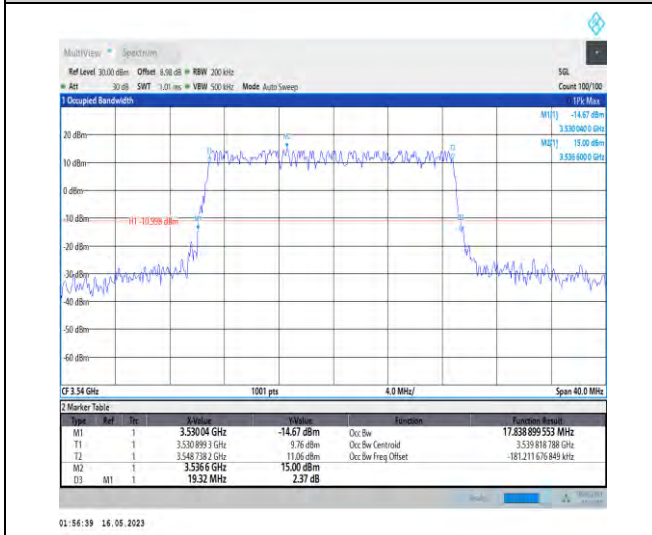 MultiView Spectrum
Ref Level 30.00 dBm Offset 8.98 dB RBW 200 kHz SGL
Att 30 dB SWT 1.01 ms VBW 500 kHz Mode Auto Sweep Count 100/100
1 Occupied Bandwidth 1Pk Max
M1[1] -14.67 dBm
3.530 040 0 GHz
M2[1] 15.00 dBm
3.536 600 0 GHz
20 dBm
10 dBm
0 dBm
-10 dBm
H1 -10.998 dBm
-30 dBm
-40 dBm
-50 dBm
-60 dBm
CF 3.54 GHz 1001 pts 4.0 MHz/ Span 40.0 MHz
2 Marker Table
Type Ref Trc X-Value Y-Value Function Function Result
M1 1 3.53004 GHz -14.67 dBm Occ Bw 17.838 899 553 MHz
T1 1 3.530 899 3 GHz 9.76 dBm Occ Bw Centroid 3.539 818 788 GHz
T2 1 3.548 738 2 GHz 11.06 dBm Occ Bw Freq Offset -181.211 676 849 kHz
M2 1 3.5366 GHz 15.00 dBm
D3 M1 1 19.32 MHz 2.37 dB
01:56:39 16.05.2023